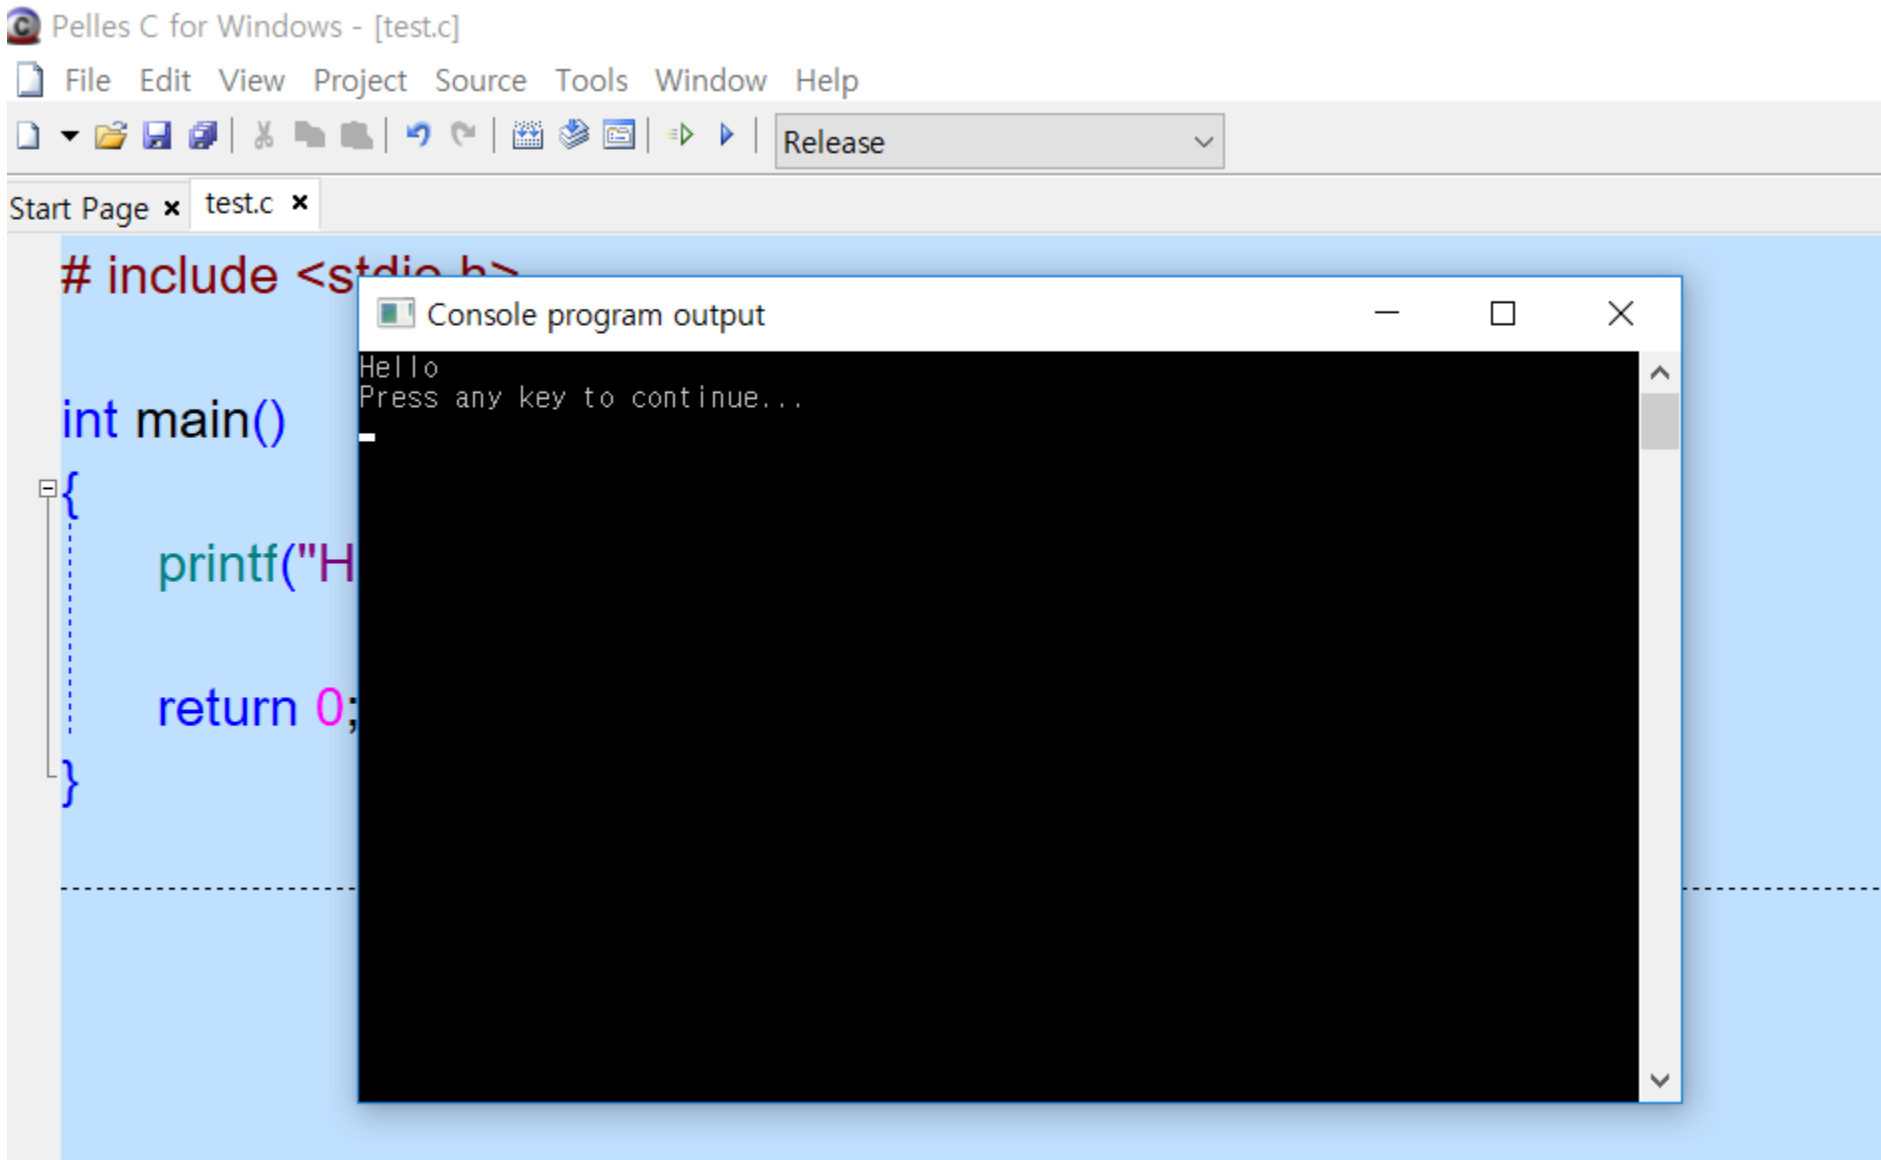 Pelles C for Windows - [test.c]
File Edit View Project Source Tools Window Help
Release
Start Page test.c
# include <stdio.h>
Console program output
Hello
Press any key to continue...
int main()
{
printf("H
return 0;
}